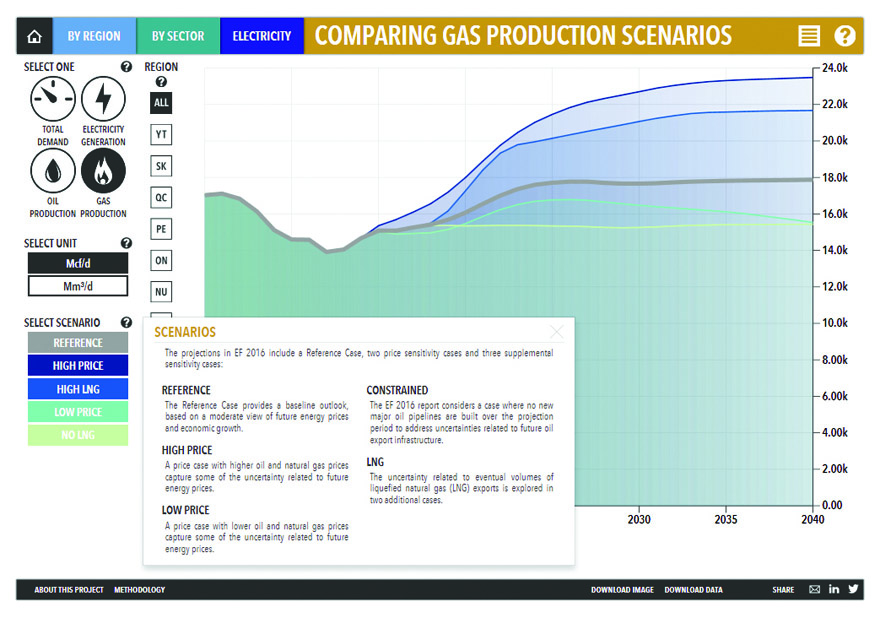 BY REGION
BY SECTOR
ELECTRICITY
COMPARING GAS PRODUCTION SCENARIOS
?
SELECT ONE ?
TOTAL
DEMAND
ELECTRICITY
GENERATION
OIL
PRODUCTION
GAS
PRODUCTION
SELECT UNIT ?
Mcf/d
Mm³/d
SELECT SCENARIO ?
REFERENCE
HIGH PRICE
HIGH LNG
LOW PRICE
NO LNG
REGION
?
ALL
YT
SK
QC
PE
ON
NU
24.0k
22.0k
20.0k
18.0k
16.0k
14.0k
12.0k
10.0k
8.00k
6.00k
4.00k
2.00k
0.00
2030
2035
2040
SCENARIOS
The projections in EF 2016 include a Reference Case, two price sensitivity cases and three supplemental
sensitivity cases:
REFERENCE
The Reference Case provides a baseline outlook,
based on a moderate view of future energy prices
and economic growth.
HIGH PRICE
A price case with higher oil and natural gas prices
capture some of the uncertainty related to future
energy prices.
LOW PRICE
A price case with lower oil and natural gas prices
capture some of the uncertainty related to future
energy prices.
CONSTRAINED
The EF 2016 report considers a case where no new
major oil pipelines are built over the projection
period to address uncertainties related to future oil
export infrastructure.
LNG
The uncertainty related to eventual volumes of
liquefied natural gas (LNG) exports is explored in
two additional cases.
ABOUT THIS PROJECT
METHODOLOGY
DOWNLOAD IMAGE
DOWNLOAD DATA
SHARE
in